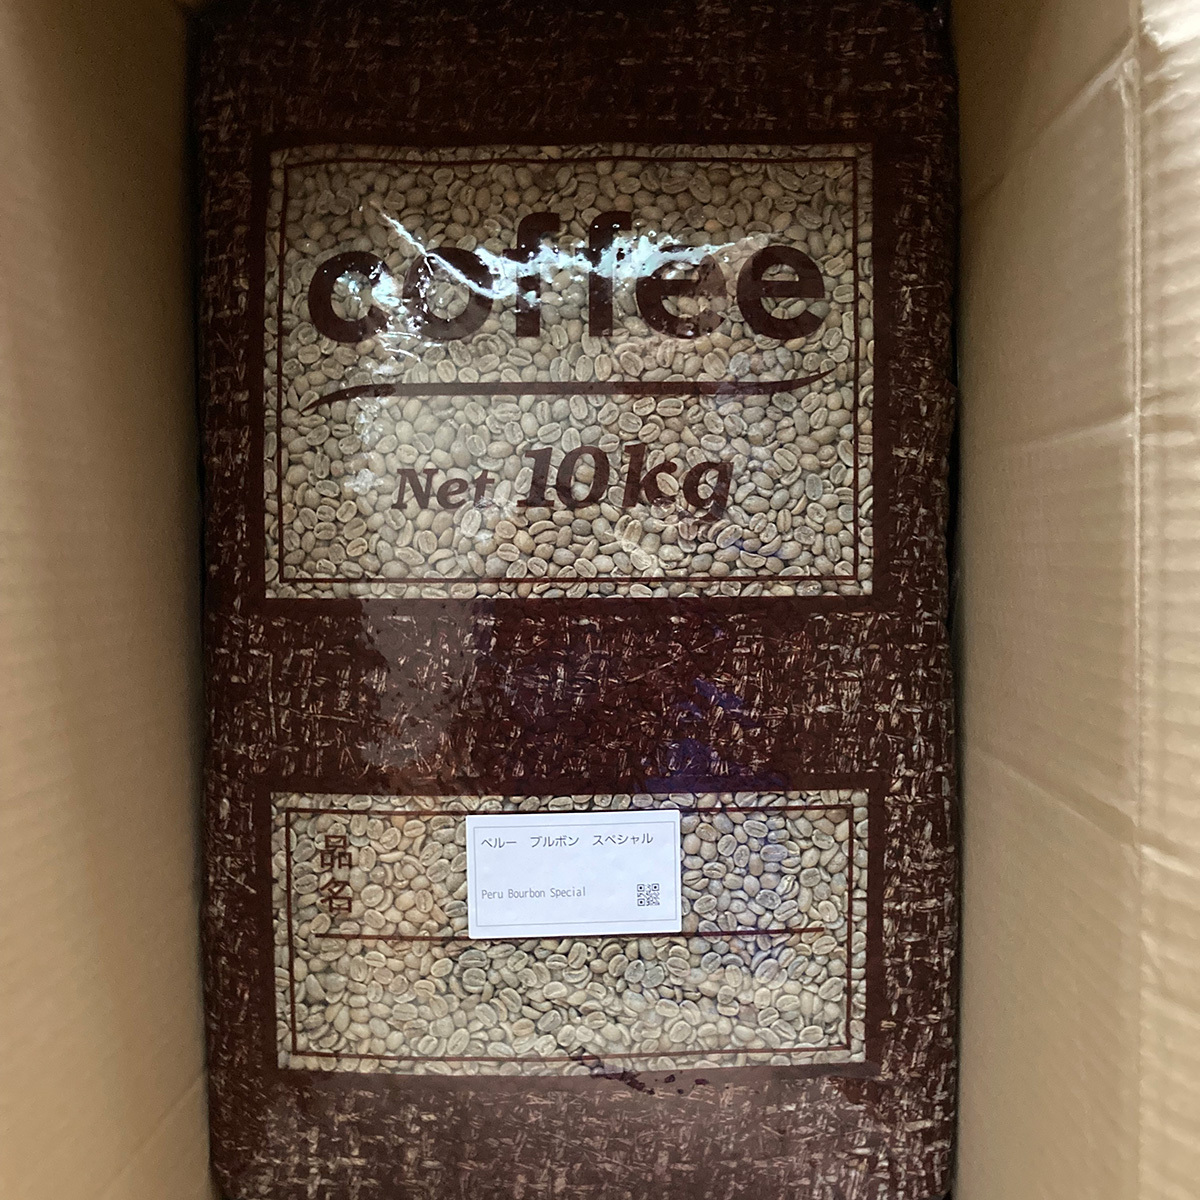 coffee
Net 10kg
品名
ペルー ブルボン スペシャル
Peru Bourbon Special